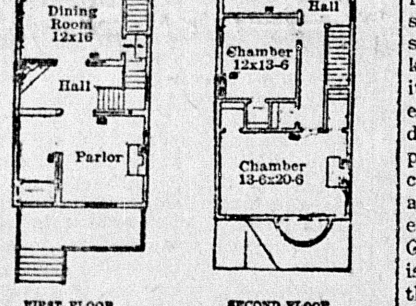 Dining
Room
12x16
Hall
Parlor
FIRST FLOOR
Hall
Chamber
12x13-6
Chamber
13-6x20-6
SECOND FLOOR